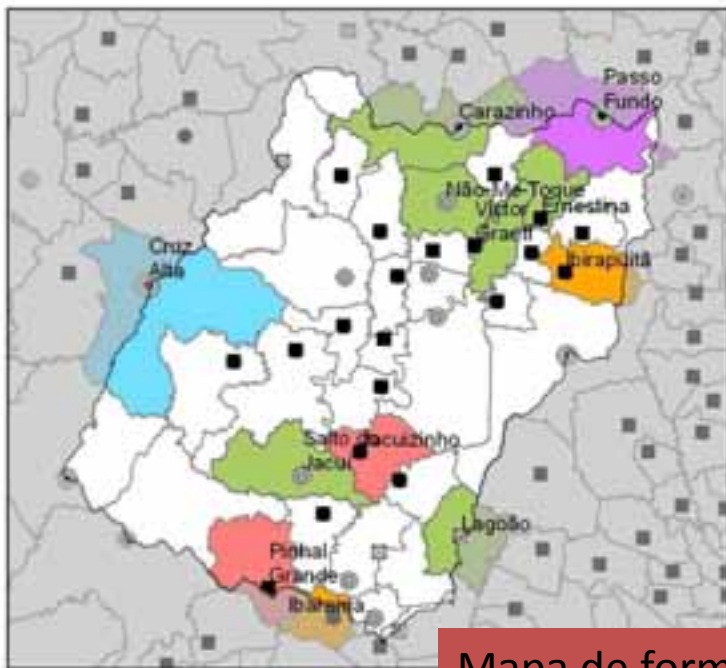 Passo
Fundo
Carazinho
Não-Me-Toque
Victor
Ernestina
Graeff
Ibirapuitã
Cruz
Alta
Salto do
Jacuizinho
Jacuí
Lagoão
Pinhal
Grande
Ibarama
Mapa de form